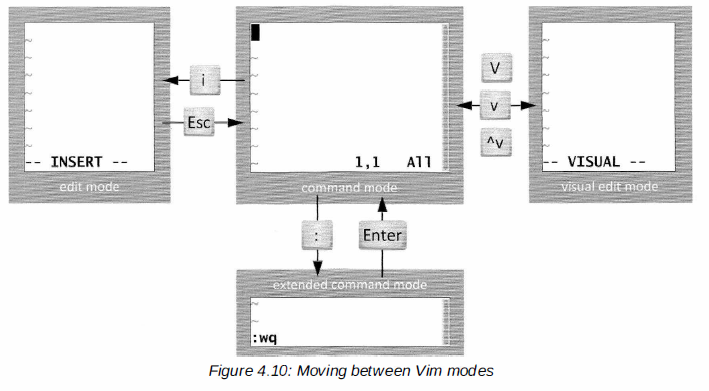 i
Esc
-- INSERT --
edit mode
1,1 All
command mode
V
v
^v
-- VISUAL --
visual edit mode
:
Enter
extended command mode
:wq
Figure 4.10: Moving between Vim modes